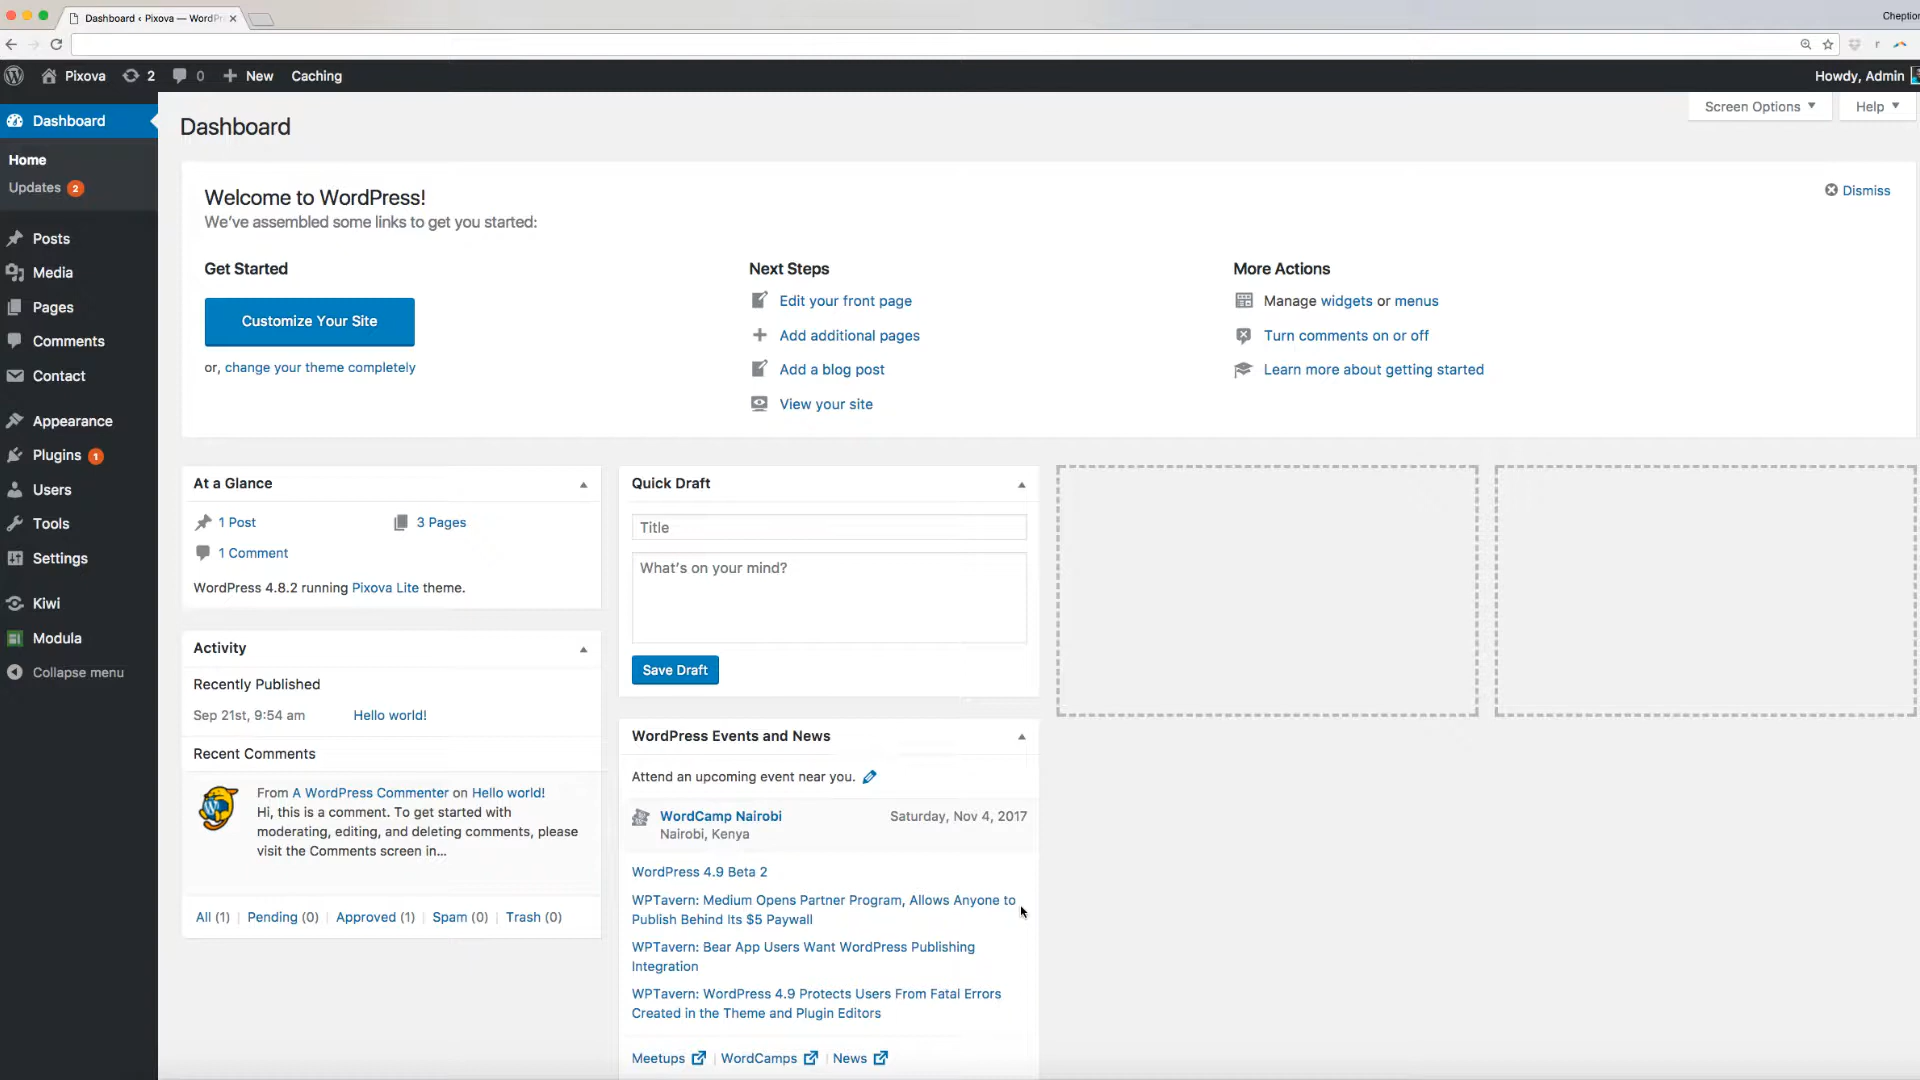 Dashboard ‹ Pixova — WordPr
Cheption
Pixova 2 0 New Caching
Howdy, Admin
Dashboard
Home
Updates 2
Posts
Media
Pages
Comments
Contact
Appearance
Plugins 1
Users
Tools
Settings
Kiwi
Modula
Collapse menu
Screen Options
Help
Dashboard
Welcome to WordPress!
We've assembled some links to get you started:
Dismiss
Get Started
Customize Your Site
or, change your theme completely
Next Steps
Edit your front page
Add additional pages
Add a blog post
View your site
More Actions
Manage widgets or menus
Turn comments on or off
Learn more about getting started
At a Glance
1 Post
3 Pages
1 Comment
WordPress 4.8.2 running Pixova Lite theme.
Activity
Recently Published
Sep 21st, 9:54 am Hello world!
Recent Comments
From A WordPress Commenter on Hello world!
Hi, this is a comment. To get started with
moderating, editing, and deleting comments, please
visit the Comments screen in...
All (1) | Pending (0) | Approved (1) | Spam (0) | Trash (0)
Quick Draft
Title
What's on your mind?
Save Draft
WordPress Events and News
Attend an upcoming event near you.
WordCamp Nairobi Saturday, Nov 4, 2017
Nairobi, Kenya
WordPress 4.9 Beta 2
WPTavern: Medium Opens Partner Program, Allows Anyone to
Publish Behind Its $5 Paywall
WPTavern: Bear App Users Want WordPress Publishing
Integration
WPTavern: WordPress 4.9 Protects Users From Fatal Errors
Created in the Theme and Plugin Editors
Meetups | WordCamps | News